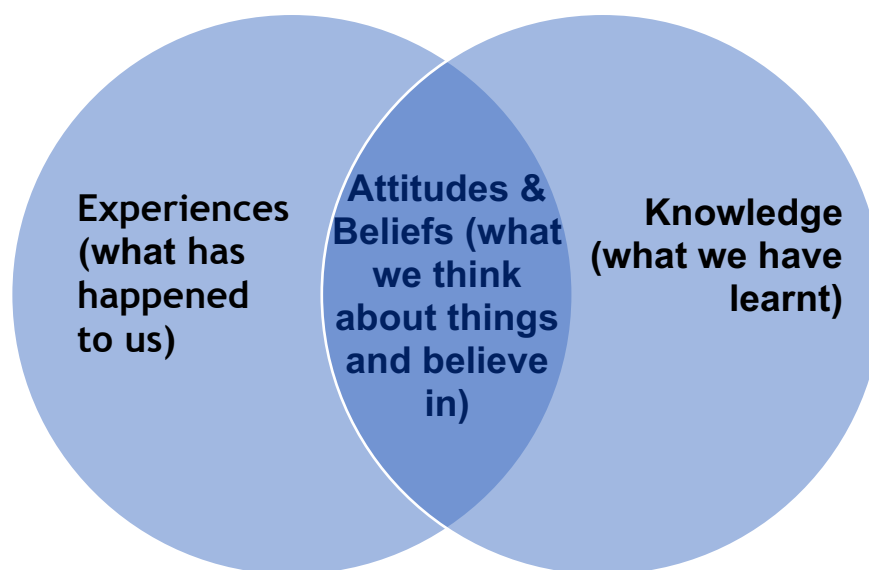 Experiences
(what has
happened
to us)
Attitudes &
Beliefs (what
we think
about things
and believe
in)
Knowledge
(what we have
learnt)